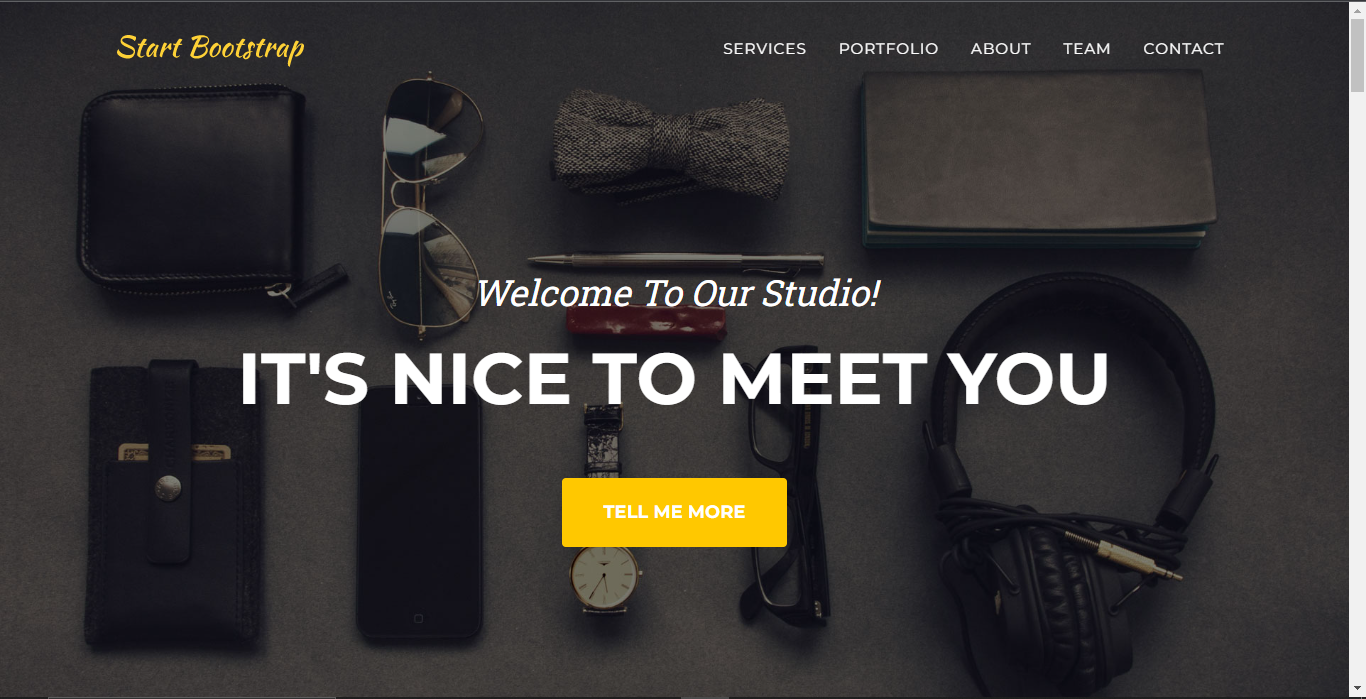 Start Bootstrap
SERVICES PORTFOLIO ABOUT TEAM CONTACT
Welcome To Our Studio!
IT'S NICE TO MEET YOU
TELL ME MORE